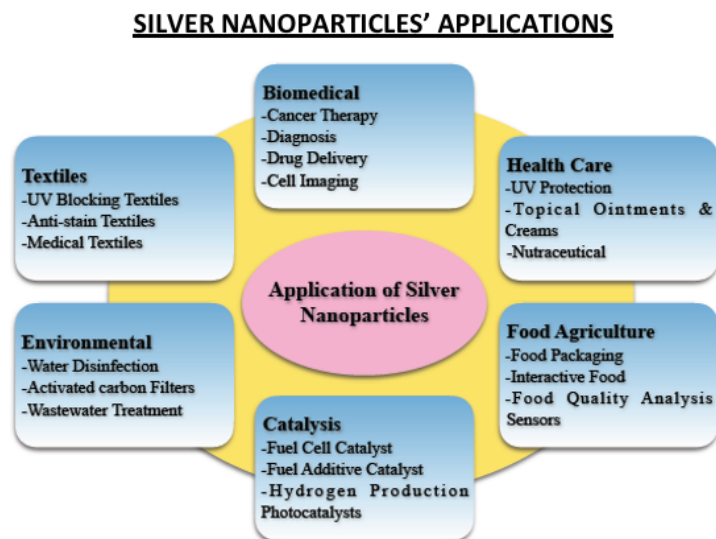 SILVER NANOPARTICLES' APPLICATIONS
Biomedical
-Cancer Therapy
-Diagnosis
-Drug Delivery
-Cell Imaging
Textiles
-UV Blocking Textiles
-Anti-stain Textiles
-Medical Textiles
Health Care
-UV Protection
-Topical Ointments &
Creams
-Nutraceutical
Application of Silver
Nanoparticles
Environmental
-Water Disinfection
-Activated carbon Filters
-Wastewater Treatment
Food Agriculture
-Food Packaging
-Interactive Food
-Food Quality Analysis
Sensors
Catalysis
-Fuel Cell Catalyst
-Fuel Additive Catalyst
-Hydrogen Production
Photocatalysts